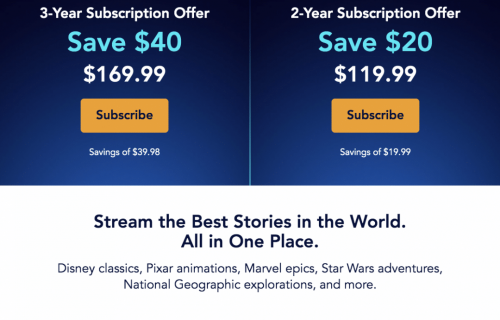 3-Year Subscription Offer
Save $40
$169.99
Subscribe
Savings of $39.98
2-Year Subscription Offer
Save $20
$119.99
Subscribe
Savings of $19.99
Stream the Best Stories in the World.
All in One Place.
Disney classics, Pixar animations, Marvel epics, Star Wars adventures,
National Geographic explorations, and more.